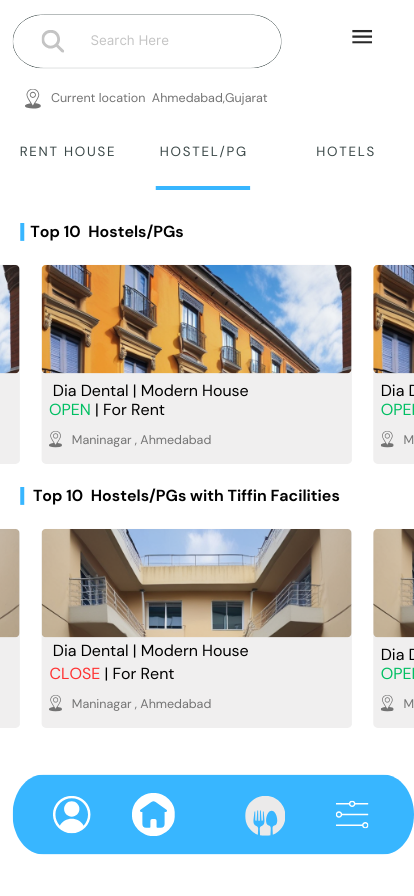 Search Here
Current location  Ahmedabad,Gujarat
RENT HOUSE
HOSTEL/PG
HOTELS
Top 10  Hostels/PGs
Dia Dental | Modern House
OPEN | For Rent
Maninagar , Ahmedabad
Dia D
OPE
M
Top 10  Hostels/PGs with Tiffin Facilities
Dia Dental | Modern House
CLOSE | For Rent
Maninagar , Ahmedabad
Dia D
OPE
M